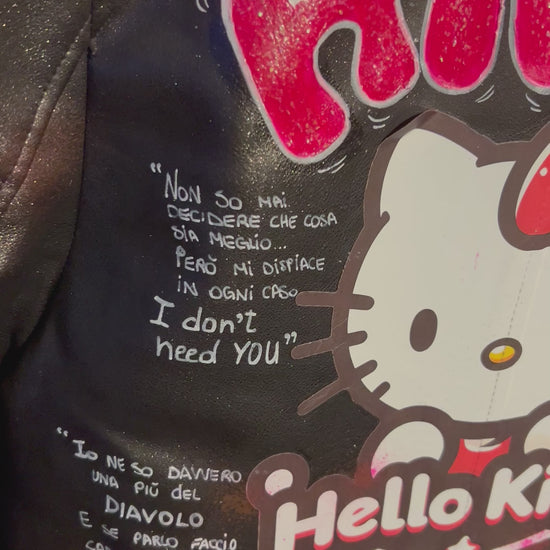 "NON SO MAI
DECIDERE CHE COSA
SIA MEGLIO...
PERÒ MI DISPIACE
IN OGNI CASO
I don't
need YOU"
"IO NE SO DAVVERO
UNA PIÙ DEL
DIAVOLO
E SE PARLO FACCIO
Hello Ki